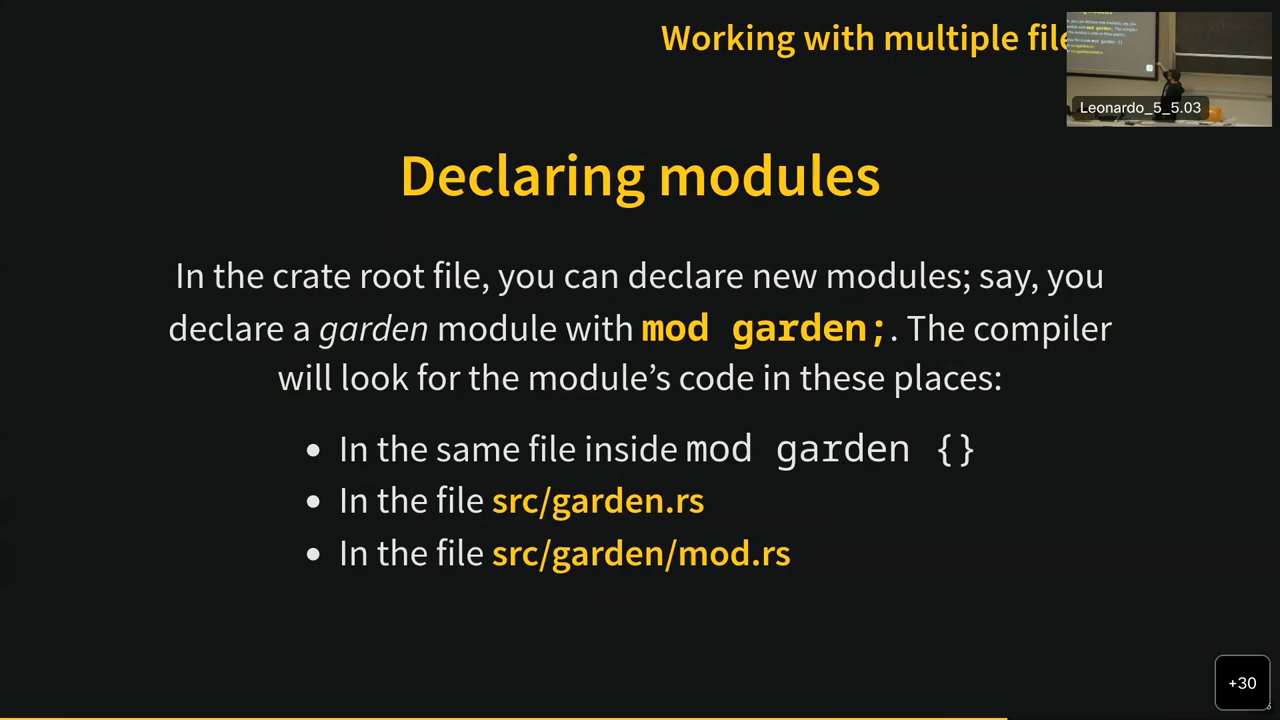 Working with multiple file
Leonardo_5_5.03
Declaring modules
In the crate root file, you can declare new modules; say, you
declare a garden module with mod garden;. The compiler
will look for the module’s code in these places:
• In the same file inside mod garden {}
• In the file src/garden.rs
• In the file src/garden/mod.rs
+30